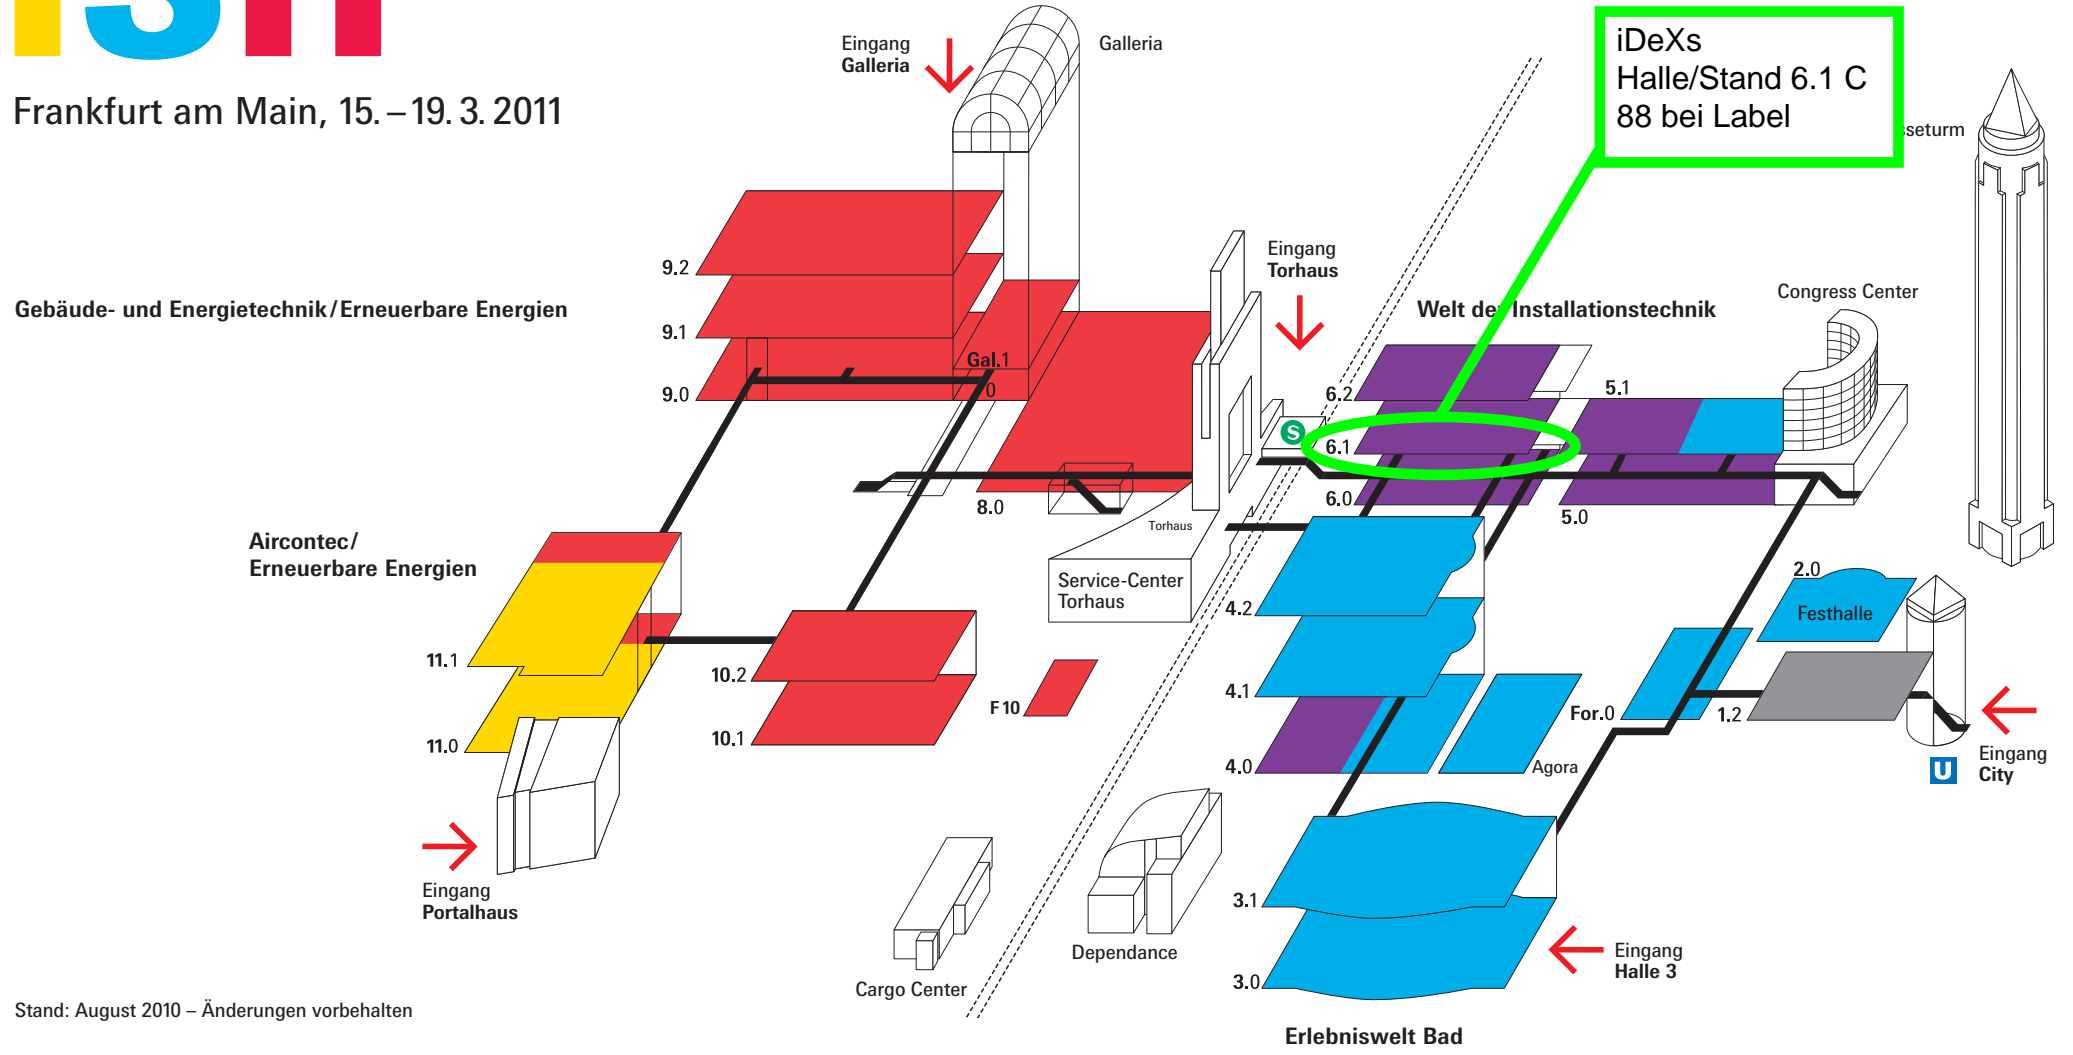 ish
Frankfurt am Main, 15.–19. 3. 2011
Eingang
Galleria
Galleria
iDeXs
Halle/Stand 6.1 C
88 bei Label
sseturm
Gebäude- und Energietechnik/Erneuerbare Energien
9.2
9.1
9.0
Gal.1
0
8.0
Eingang
Torhaus
Welt der Installationstechnik
Congress Center
6.2
5.1
S
6.1
6.0
5.0
Torhaus
Service-Center
Torhaus
Aircontec/
Erneuerbare Energien
11.1
11.0
10.2
10.1
F 10
4.2
4.1
4.0
Agora
2.0
Festhalle
For.0
1.2
U
Eingang
City
Eingang
Portalhaus
Cargo Center
Dependance
3.1
3.0
Eingang
Halle 3
Stand: August 2010 – Änderungen vorbehalten
Erlebniswelt Bad